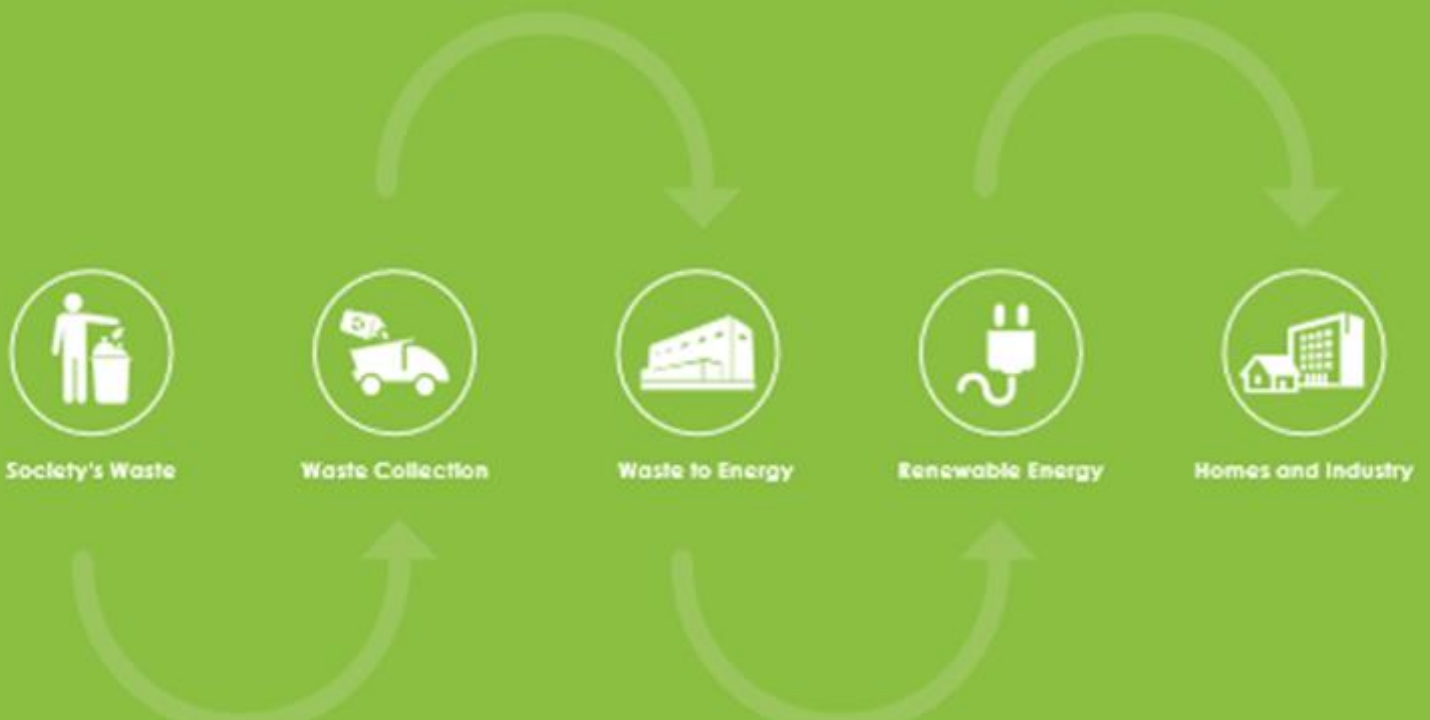 Society's Waste
Waste Collection
Waste to Energy
Renewable Energy
Homes and Industry